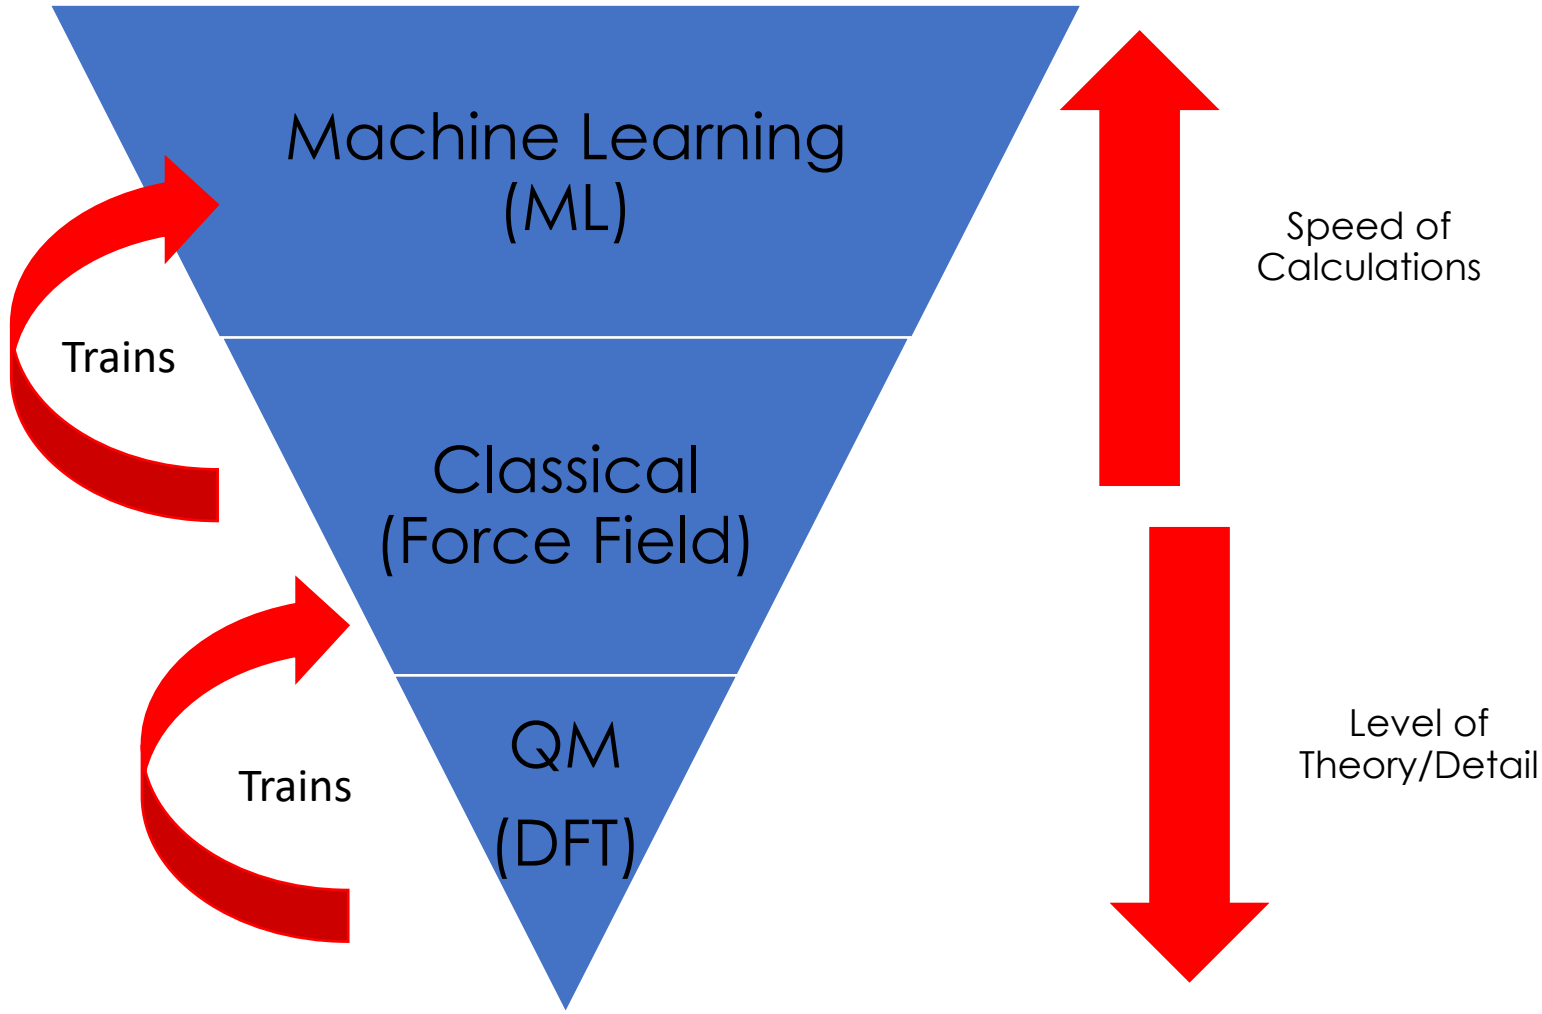 Machine Learning
(ML)
Speed of
Calculations
Trains
Classical
(Force Field)
QM
(DFT)
Trains
Level of
Theory/Detail